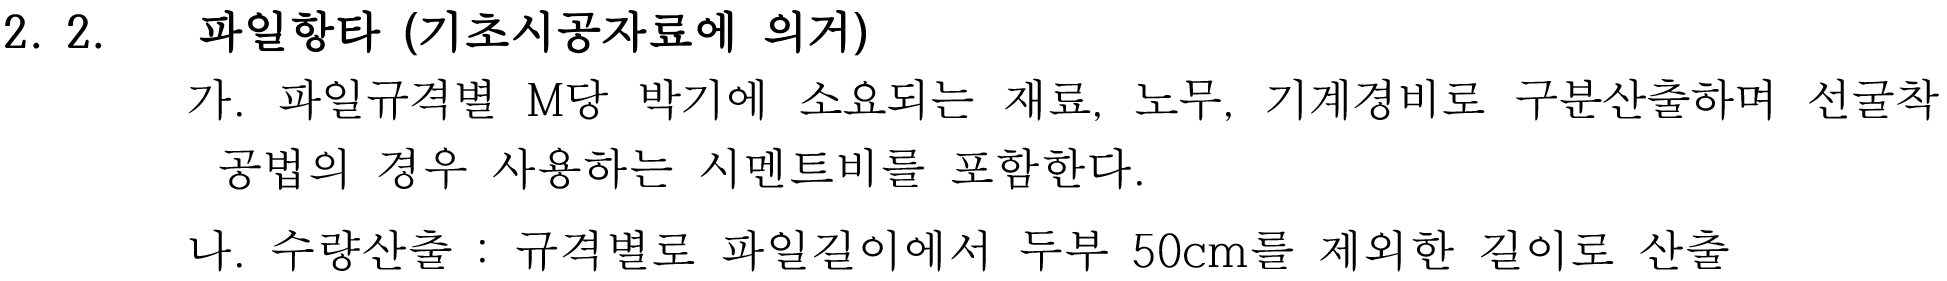 2. 2. 파일항타 (기초시공자료에 의거)
가. 파일규격별 M당 박기에 소요되는 재료, 노무, 기계경비로 구분산출하며 선굴착
공법의 경우 사용하는 시멘트비를 포함한다.
나. 수량산출 : 규격별로 파일길이에서 두부 50cm를 제외한 길이로 산출